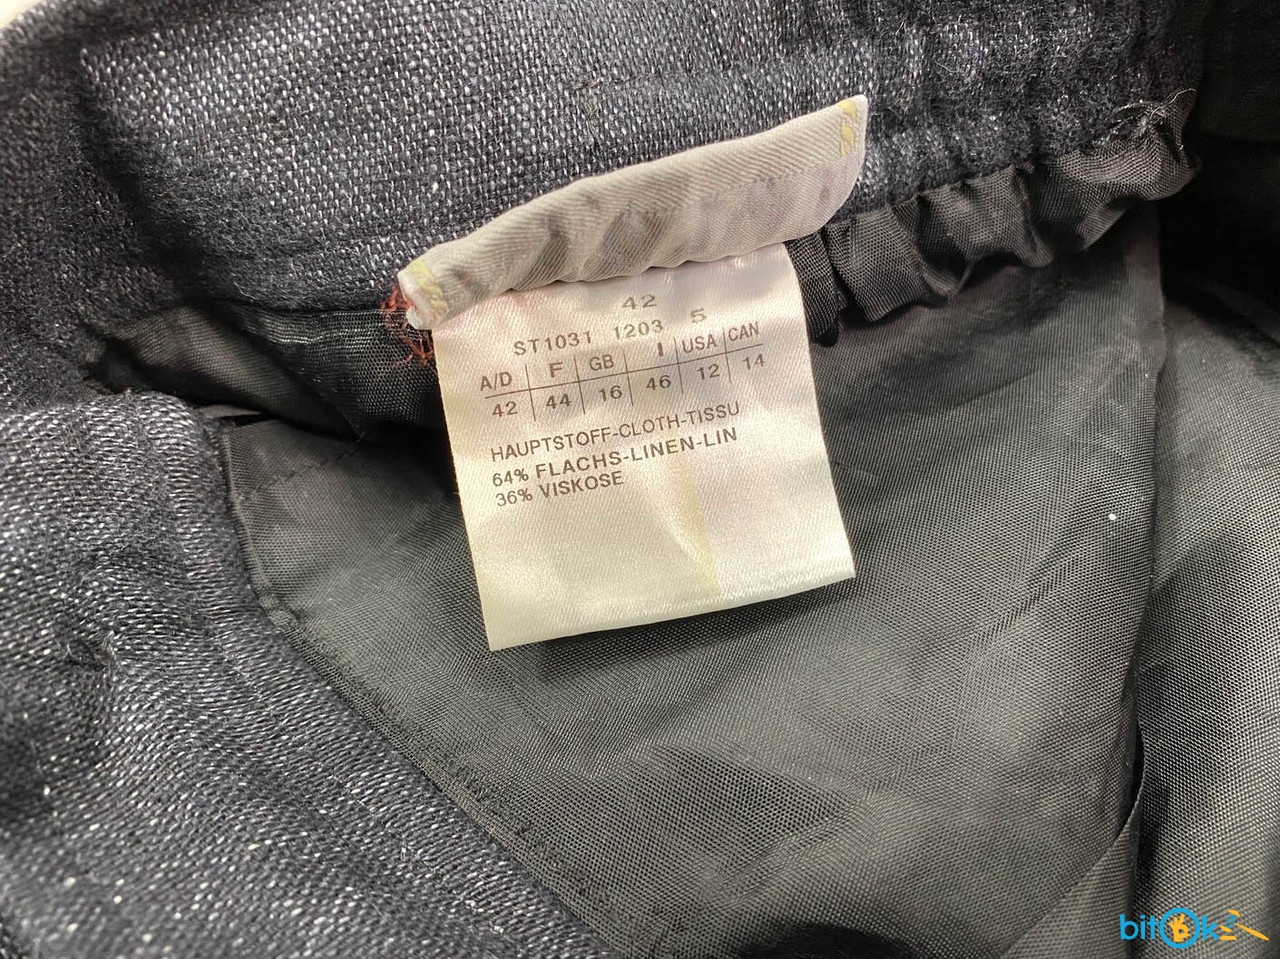 42
ST1031 1203 5
A/D F GB I USA CAN
42 44 16 46 12 14
HAUPTSTOFF-CLOTH-TISSU
64% FLACHS-LINEN-LIN
36% VISKOSE
bitOk